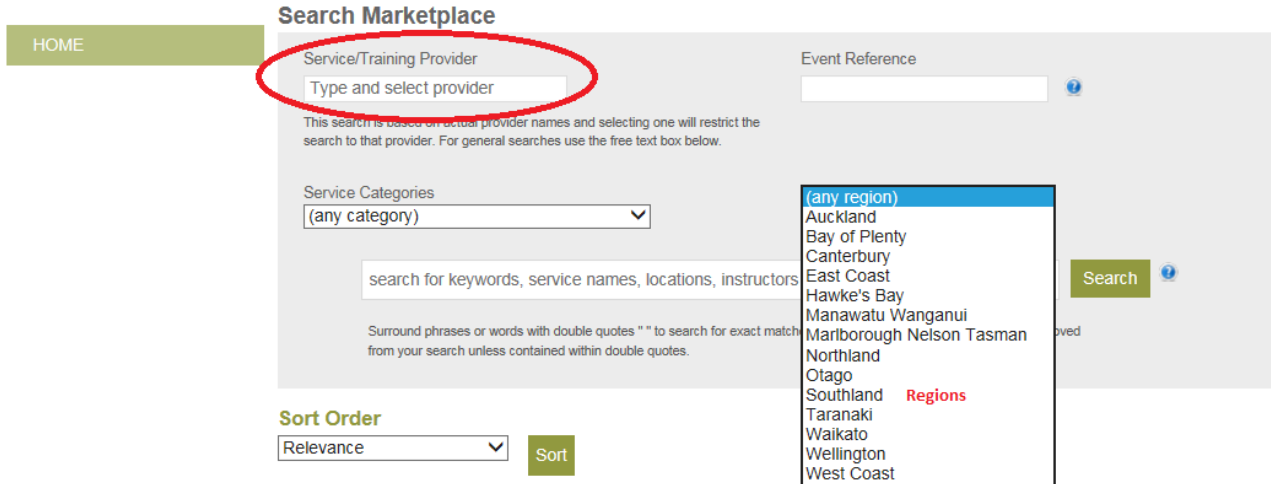 Search Marketplace
HOME
Service/Training Provider
Event Reference
Type and select provider
This search is based on actual provider names and selecting one will restrict the
search to that provider. For general searches use the free text box below.
Service Categories
(any category)
(any region)
Auckland
Bay of Plenty
Canterbury
East Coast
Hawke's Bay
Manawatu Wanganui
Marlborough Nelson Tasman
Northland
Otago
Southland Regions
Taranaki
Waikato
Wellington
West Coast
search for keywords, service names, locations, instructors
Search
Surround phrases or words with double quotes " " to search for exact matche
from your search unless contained within double quotes.
Sort Order
Relevance
Sort